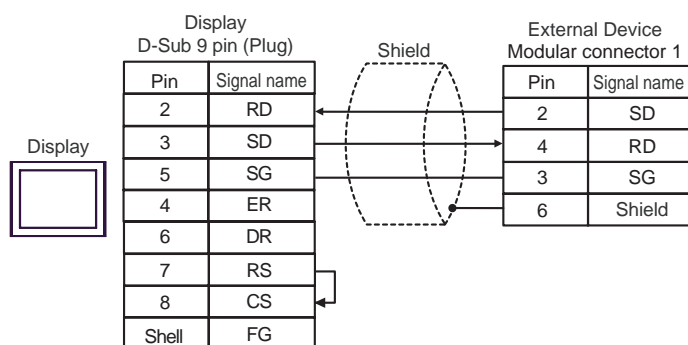 Display
D-Sub 9 pin (Plug)
Shield
External Device
Modular connector 1
Display
Pin Signal name
2 RD
3 SD
5 SG
4 ER
6 DR
7 RS
8 CS
Shell FG
Pin Signal name
2 SD
4 RD
3 SG
6 Shield